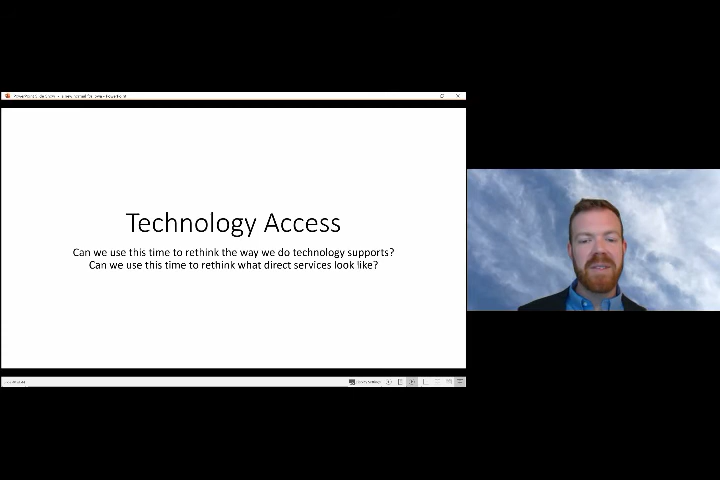 Technology Access
Can we use this time to rethink the way we do technology supports?
Can we use this time to rethink what direct services look like?